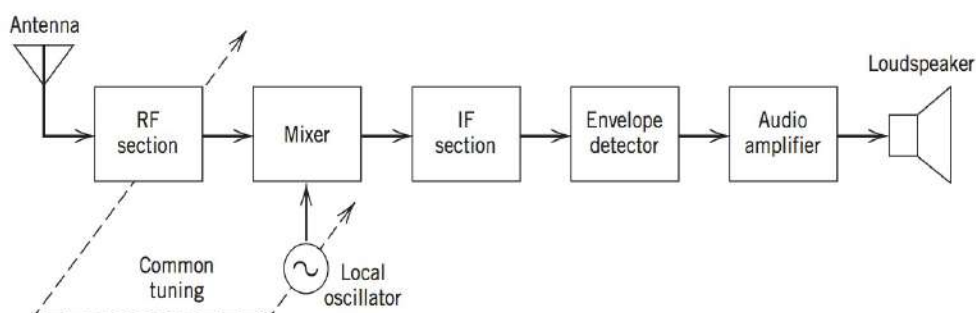 Antenna
Loudspeaker
RF
section
Mixer
IF
section
Envelope
detector
Audio
amplifier
Common
tuning
Local
oscillator